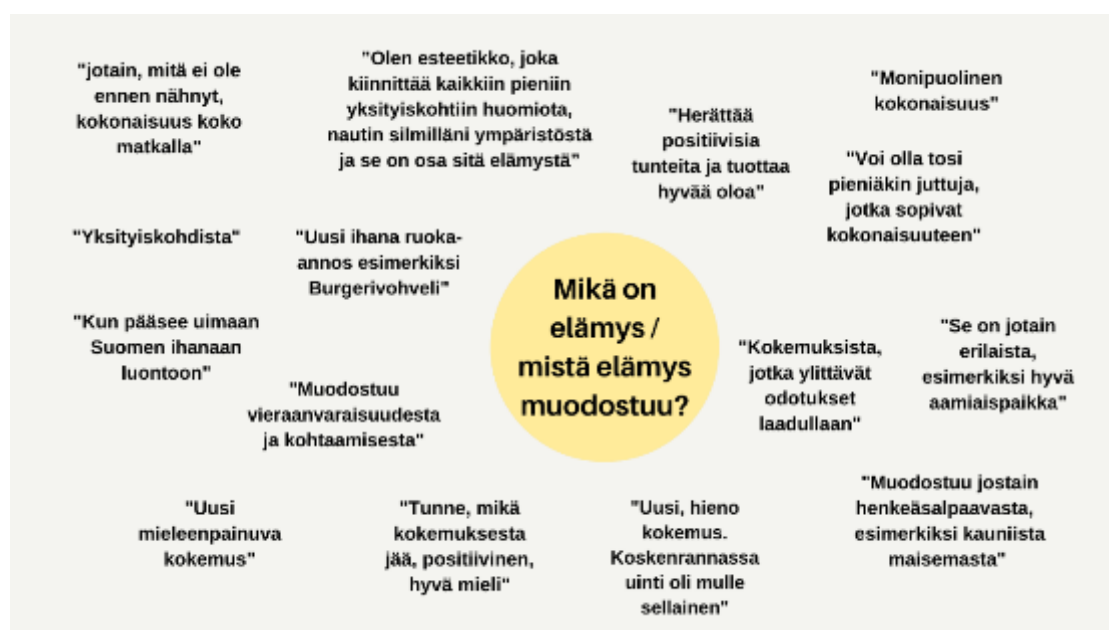 "jotain, mitä ei ole
ennen nähnyt,
kokonaisuus koko
matkalla"
"Olen esteetikko, joka
kiinnittää kaikkiin pieniin
yksityiskohtiin huomiota,
nautin silmilläni ympäristöstä
ja se on osa sitä elämystä"
"Herättää
positiivisia
tunteita ja tuottaa
hyvää oloa"
"Monipuolinen
kokonaisuus"
"Voi olla tosi
pieniäkin juttuja,
jotka sopivat
kokonaisuuteen"
"Yksityiskohdista"
"Uusi ihana ruoka-
annos esimerkiksi
Burgerivohveli"
Mikä on
elämys /
mistä elämys
muodostuu?
"Kun pääsee uimaan
Suomen ihanaan
luontoon"
"Muodostuu
vieraanvaraisuudesta
ja kohtaamisesta"
"Kokemuksista,
jotka ylittävät
odotukset
laadullaan"
"Se on jotain
erilaista,
esimerkiksi hyvä
aamiaispaikka"
"Uusi
mieleenpainuva
kokemus"
"Tunne, mikä
kokemuksesta
jää, positiivinen,
hyvä mieli"
"Uusi, hieno
kokemus.
Koskenrannassa
uinti oli mulle
sellainen"
"Muodostuu jostain
henkeäsalpaavasta,
esimerkiksi kauniista
maisemasta"